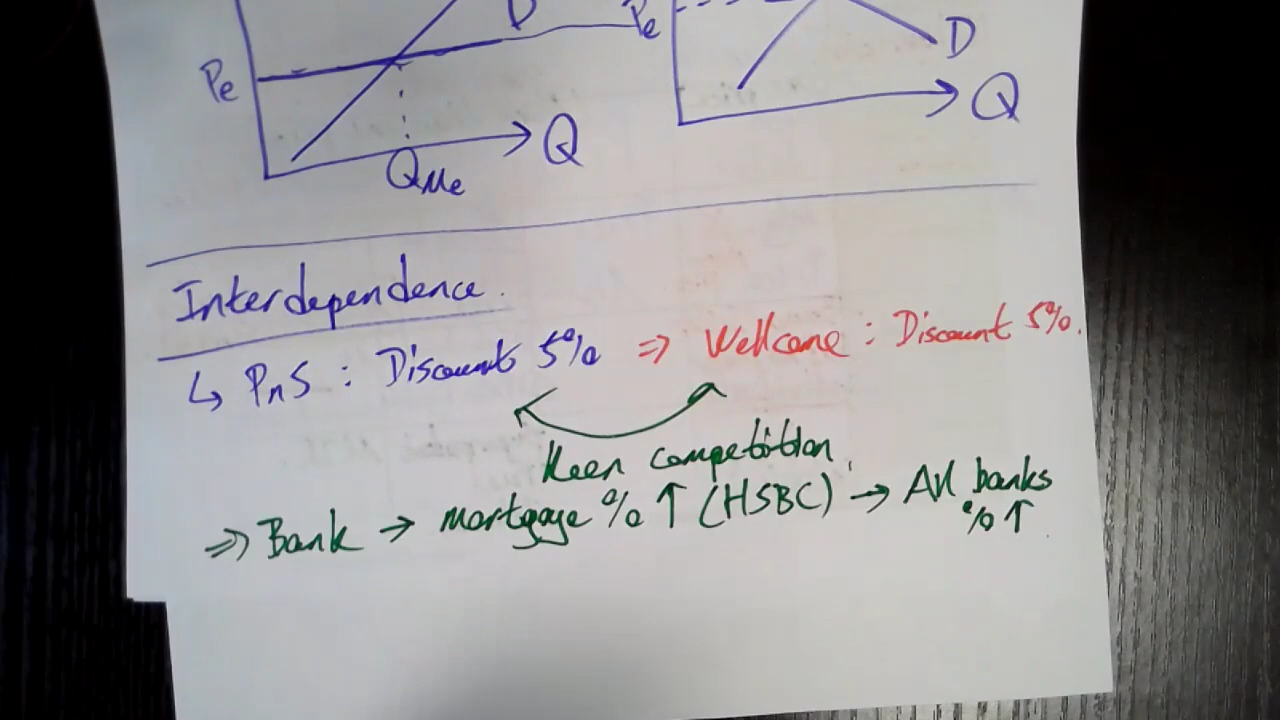 D
Pe
D
Pe
Q
Q
QMe
Interdependence.
↳ PnS : Discount 5% ⇒ Wellcome : Discount 5%.
Keen competition
⇒ Bank → mortgage % ↑ (HSBC) → All banks
% ↑